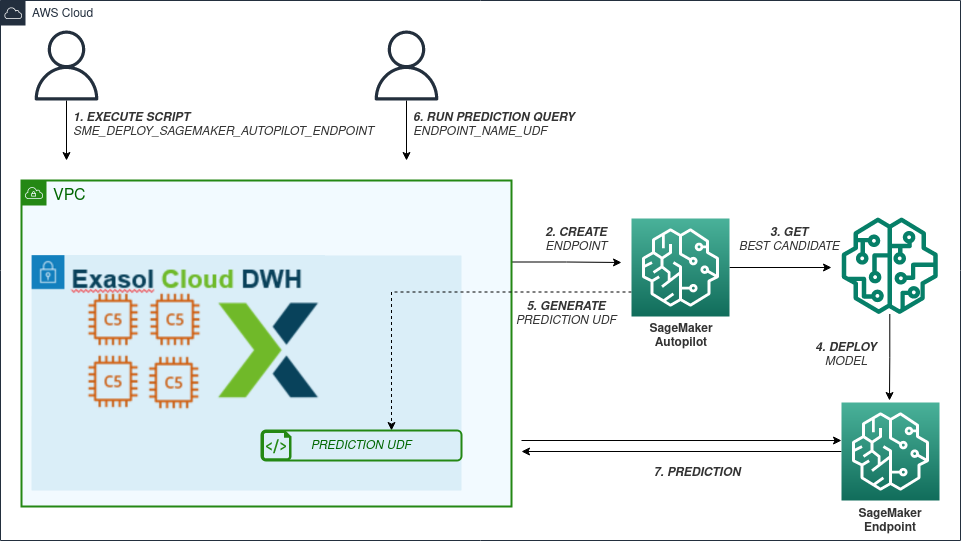 AWS Cloud
1. EXECUTE SCRIPT
SME_DEPLOY_SAGEMAKER_AUTOPILOT_ENDPOINT
6. RUN PREDICTION QUERY
ENDPOINT_NAME_UDF
VPC
2. CREATE
ENDPOINT
3. GET
BEST CANDIDATE
Exasol Cloud DWH
C5
C5
C5
C5
5. GENERATE
PREDICTION UDF
SageMaker
Autopilot
4. DEPLOY
MODEL
</> PREDICTION UDF
7. PREDICTION
SageMaker
Endpoint